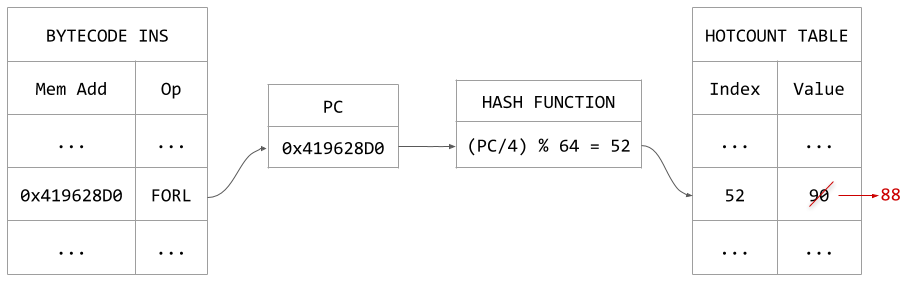 BYTECODE INS
Mem Add Op
... ...
0x419628D0 FORL
... ...
PC
0x419628D0
HASH FUNCTION
(PC/4) % 64 = 52
HOTCOUNT TABLE
Index Value
... ...
52 90 88
... ...